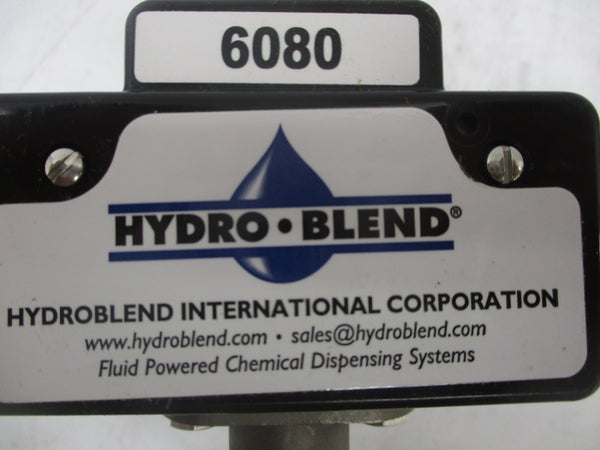 6080
HYDRO • BLEND®
HYDROBLEND INTERNATIONAL CORPORATION
www.hydroblend.com • sales@hydroblend.com
Fluid Powered Chemical Dispensing Systems